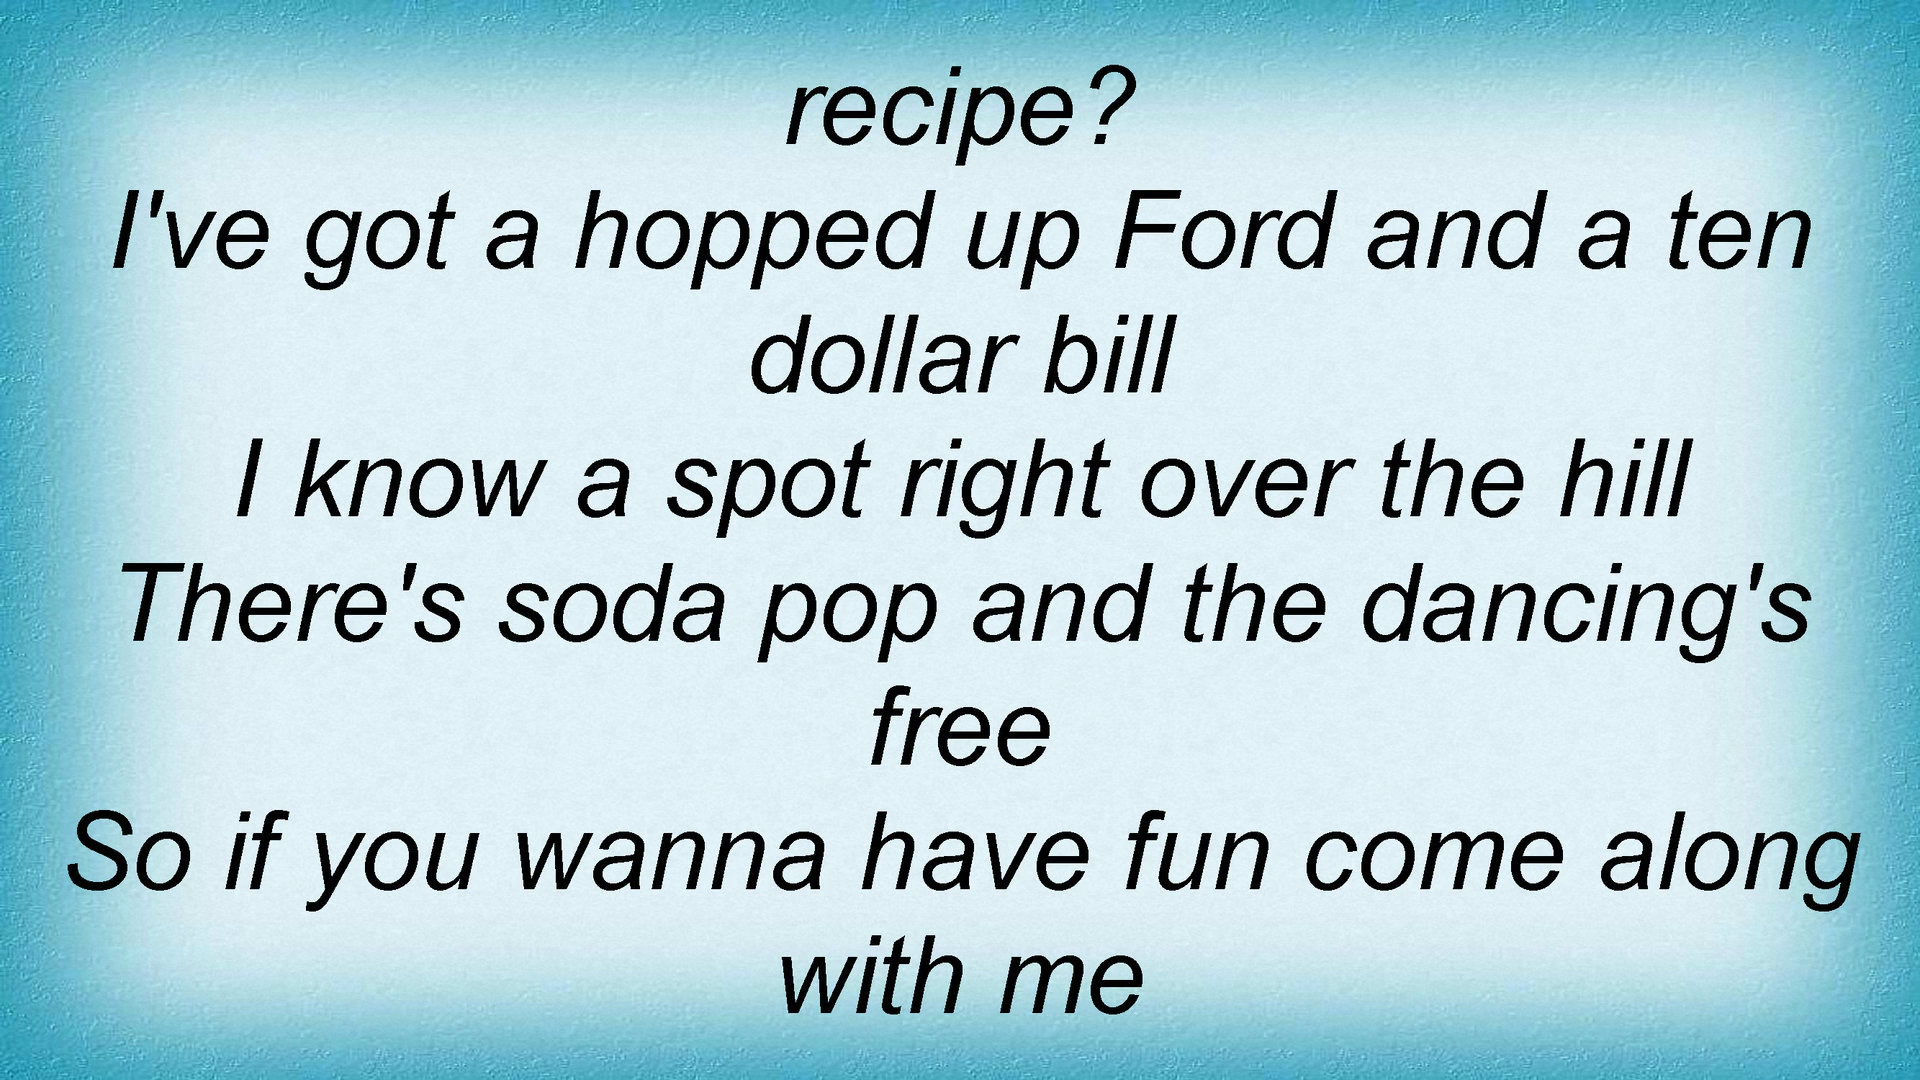 recipe?
I've got a hopped up Ford and a ten
dollar bill
I know a spot right over the hill
There's soda pop and the dancing's
free
So if you wanna have fun come along
with me